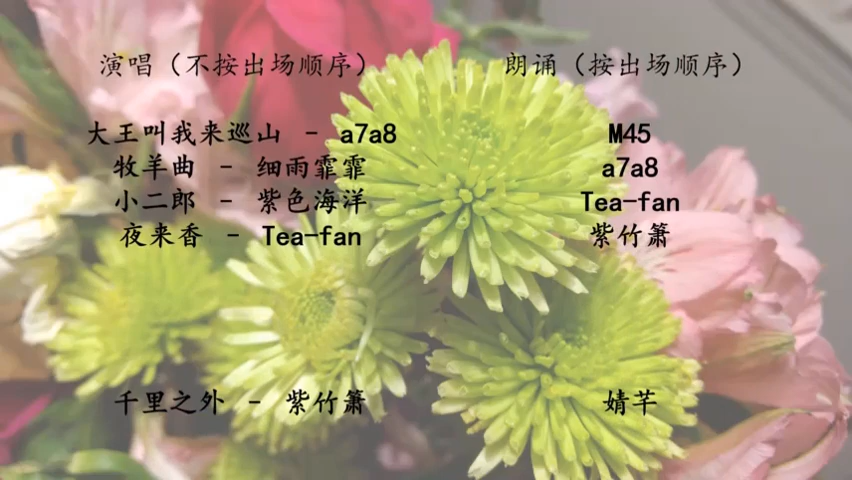 演唱（不按出场顺序）
大王叫我来巡山 - a7a8
牧羊曲 - 细雨霏霏
小二郎 - 紫色海洋
夜来香 - Tea-fan
千里之外 - 紫竹箫
朗诵（按出场顺序）
M45
a7a8
Tea-fan
紫竹箫
婧芊